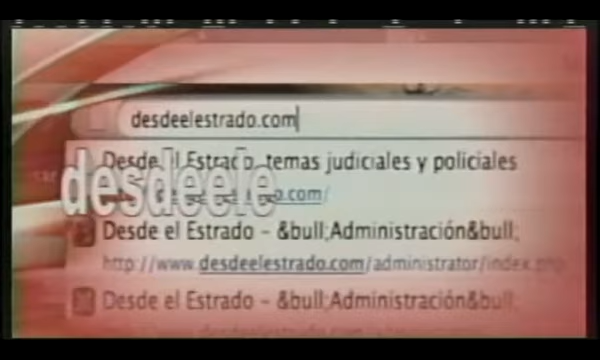 desdeelestrado.com
Desde el Estrado, temas judiciales y policiales
desdeele
.com/
Desde el Estrado - &bull;Administración&bull;
http://www.desdeelestrado.com/administrator/index.php
Desde el Estrado - &bull;Administración&bull;